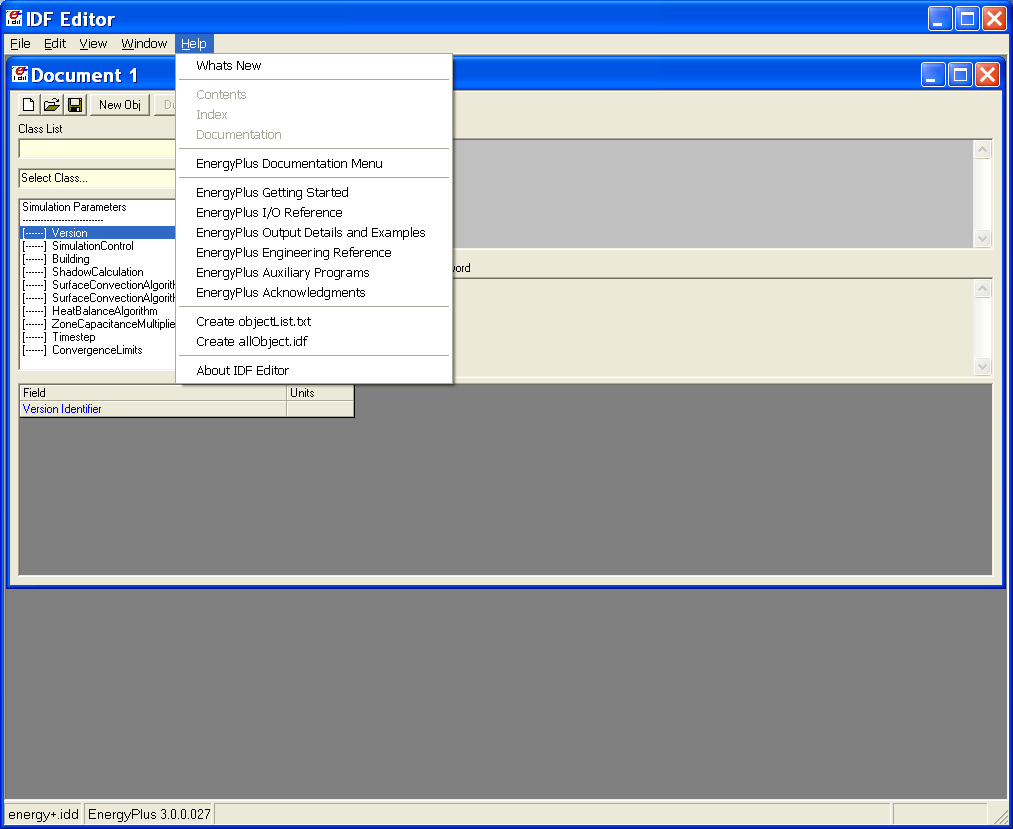 IDF Editor
File Edit View Window Help
Document 1
New Obj
Class List
Select Class...
Simulation Parameters
---------------------------
[------] Version
[------] SimulationControl
[------] Building
[------] ShadowCalculation
[------] SurfaceConvectionAlgorith
[------] SurfaceConvectionAlgorith
[------] HeatBalanceAlgorithm
[------] ZoneCapacitanceMultiplie
[------] Timestep
[------] ConvergenceLimits
Whats New
Contents
Index
Documentation
EnergyPlus Documentation Menu
EnergyPlus Getting Started
EnergyPlus I/O Reference
EnergyPlus Output Details and Examples
EnergyPlus Engineering Reference
EnergyPlus Auxiliary Programs
EnergyPlus Acknowledgments
Create objectList.txt
Create allObject.idf
About IDF Editor
Field Units
Version Identifier
energy+.idd EnergyPlus 3.0.0.027